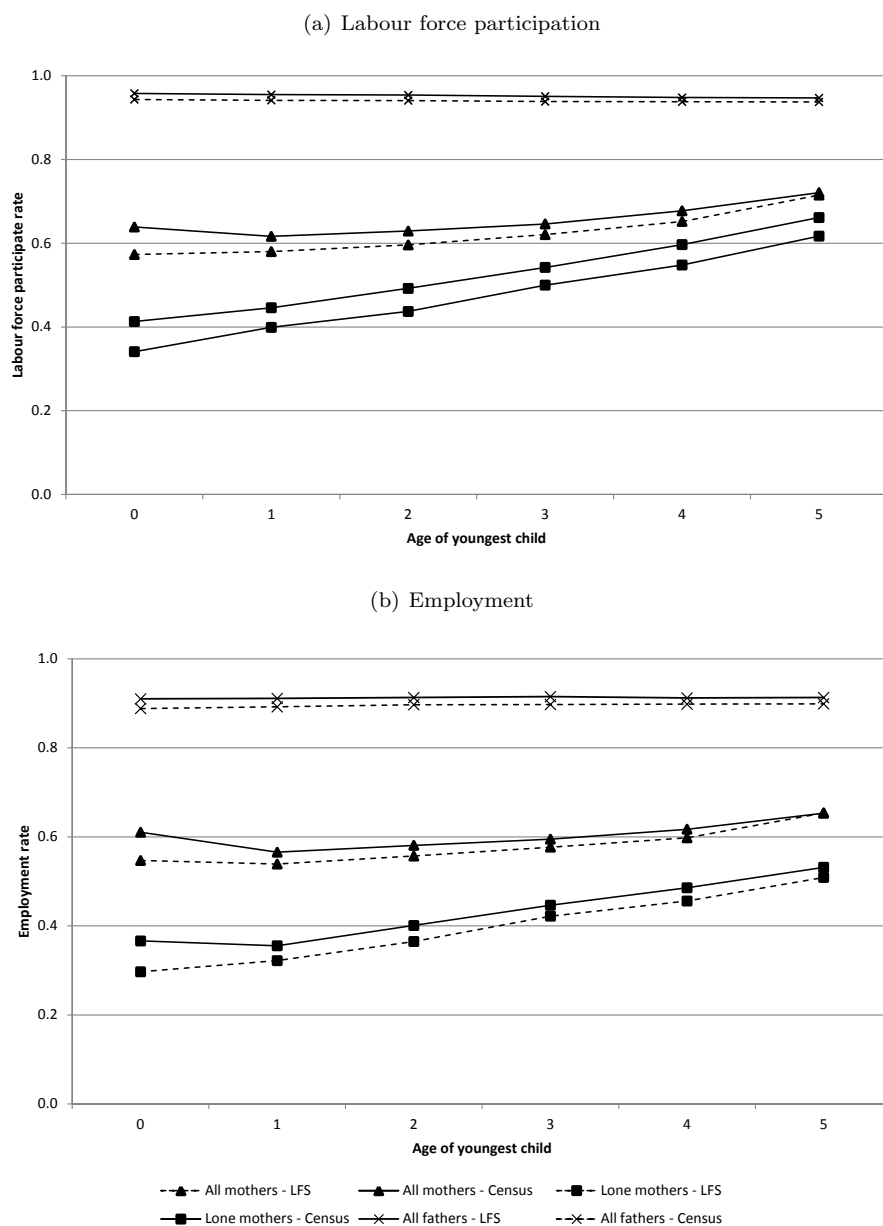 (a) Labour force participation
1.0
0.8
0.6
0.4
0.2
0.0
Labour force participate rate
0 1 2 3 4 5
Age of youngest child
(b) Employment
1.0
0.8
0.6
0.4
0.2
0.0
Employment rate
0 1 2 3 4 5
Age of youngest child
All mothers - LFS All mothers - Census Lone mothers - LFS
Lone mothers - Census All fathers - LFS All fathers - Census